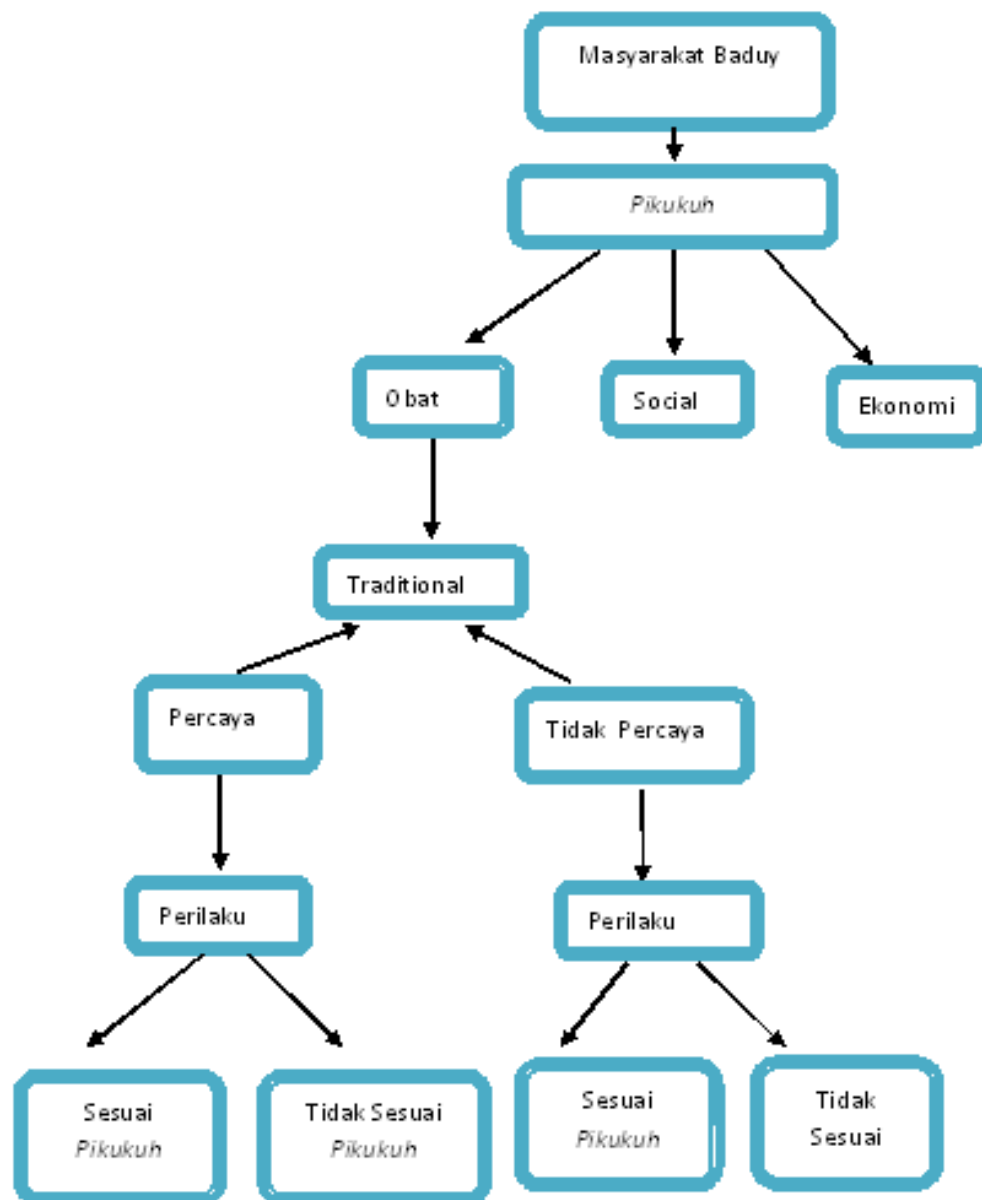 Masyarakat Baduy
Pikukuh
Obat
Social
Ekonomi
Traditional
Percaya
Tidak Percaya
Perilaku
Perilaku
Sesuai
Pikukuh
Tidak Sesuai
Pikukuh
Sesuai
Pikukuh
Tidak
Sesuai